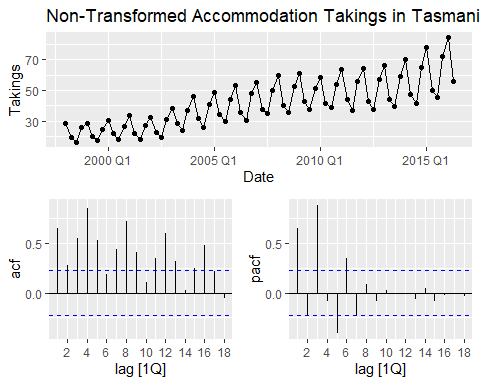 Non-Transformed Accommodation Takings in Tasmani
Takings
70
50
30
2000 Q1 2005 Q1 2010 Q1 2015 Q1
Date
acf
0.5
0.0
2 4 6 8 10 12 14 16 18
lag [1Q]
pacf
0.5
0.0
2 4 6 8 10 12 14 16 18
lag [1Q]